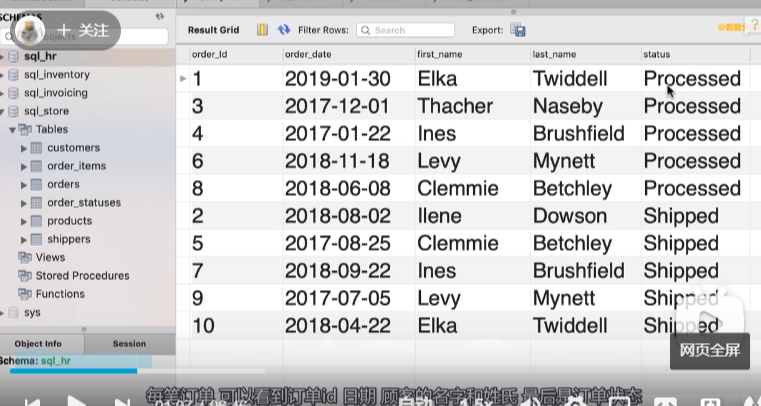 SCHEMAS
关注
sql_hr
sql_inventory
sql_invoicing
sql_store
Tables
customers
order_items
orders
order_statuses
products
shippers
Views
Stored Procedures
Functions
sys
Object Info Session
Schema: sql_hr
Result Grid Filter Rows: Search Export:
order_id order_date first_name last_name status
1 2019-01-30 Elka Twiddell Processed
3 2017-12-01 Thacher Naseby Processed
4 2017-01-22 Ines Brushfield Processed
6 2018-11-18 Levy Mynett Processed
8 2018-06-08 Clemmie Betchley Processed
2 2018-08-02 Ilene Dowson Shipped
5 2017-08-25 Clemmie Betchley Shipped
7 2018-09-22 Ines Brushfield Shipped
9 2017-07-05 Levy Mynett Shipped
10 2018-04-22 Elka Twiddell Shipped
网页全屏
每笔订单 可以看到订单id 日期 顾客的名字和姓氏 最后是订单状态